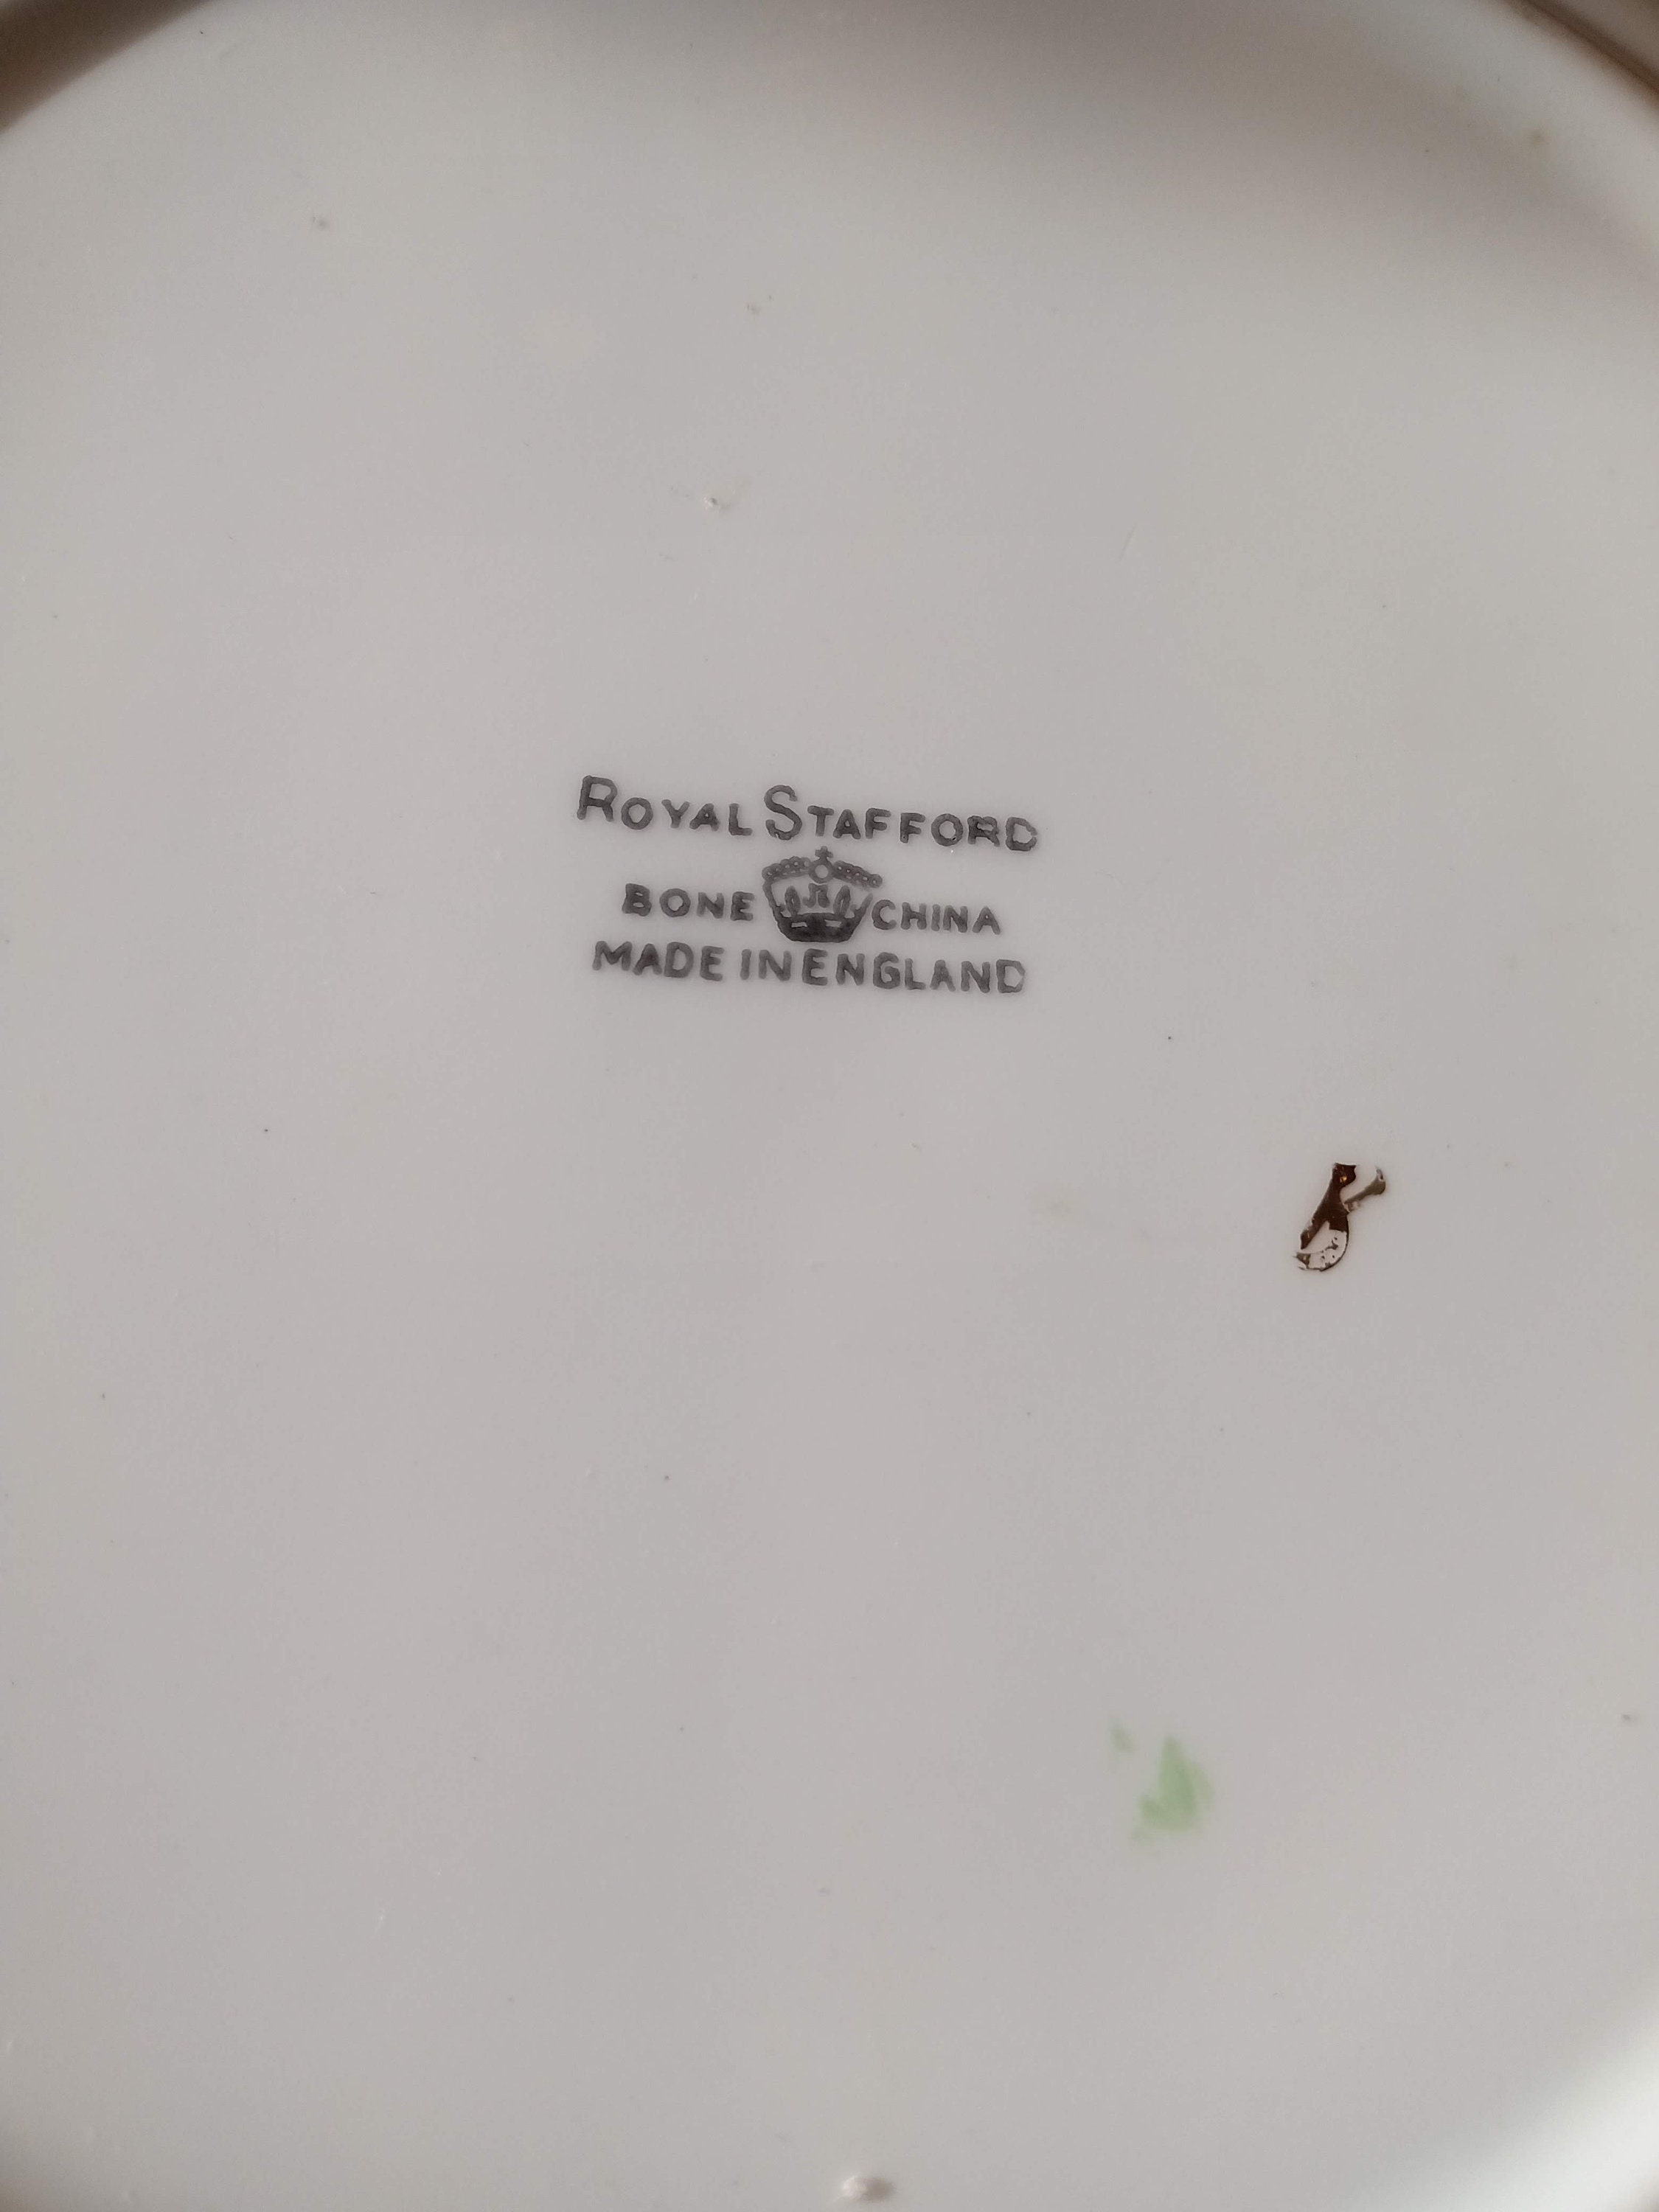 ROYAL STAFFORD
BONE CHINA
MADE IN ENGLAND